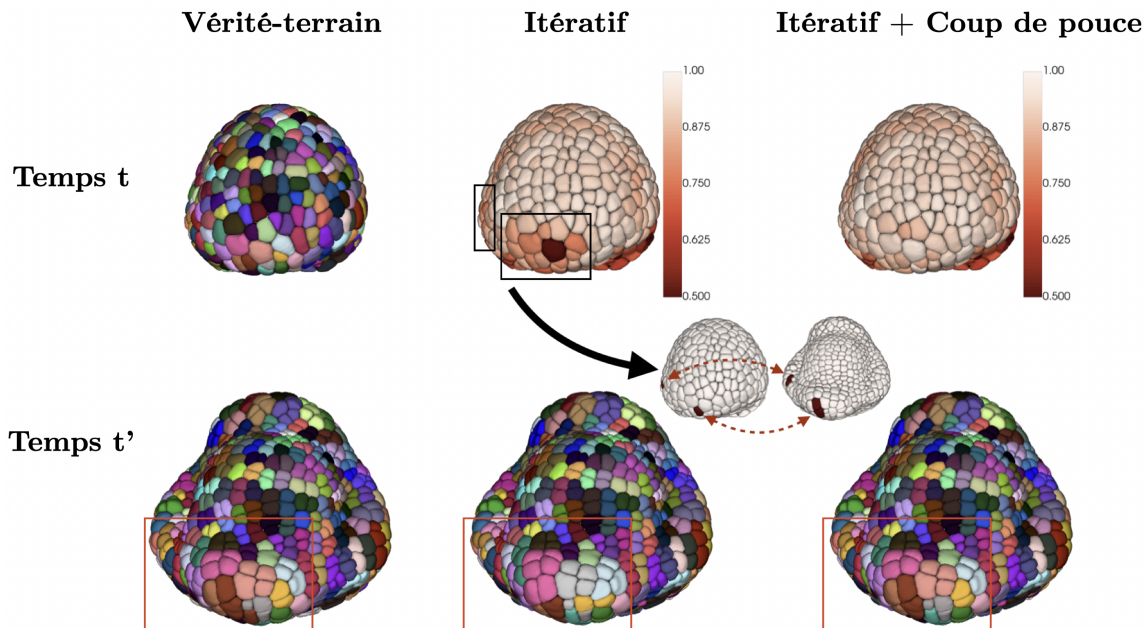 Vérité-terrain
Itératif
Itératif + Coup de pouce
Temps t
1.00
0.875
0.750
0.625
0.500
1.00
0.875
0.750
0.625
0.500
Temps t'